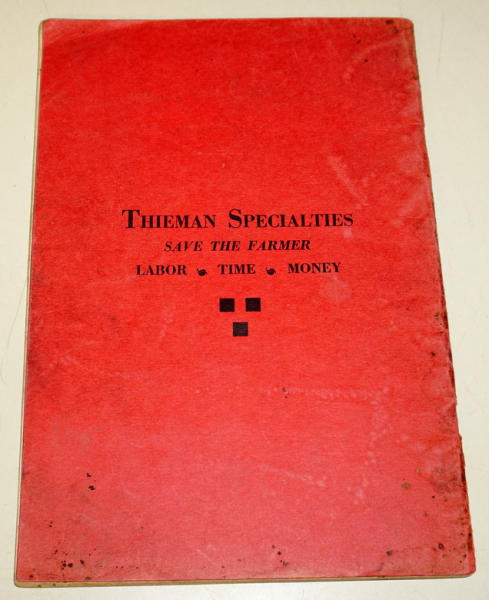 THIEMAN SPECIALTIES
SAVE THE FARMER
LABOR TIME MONEY